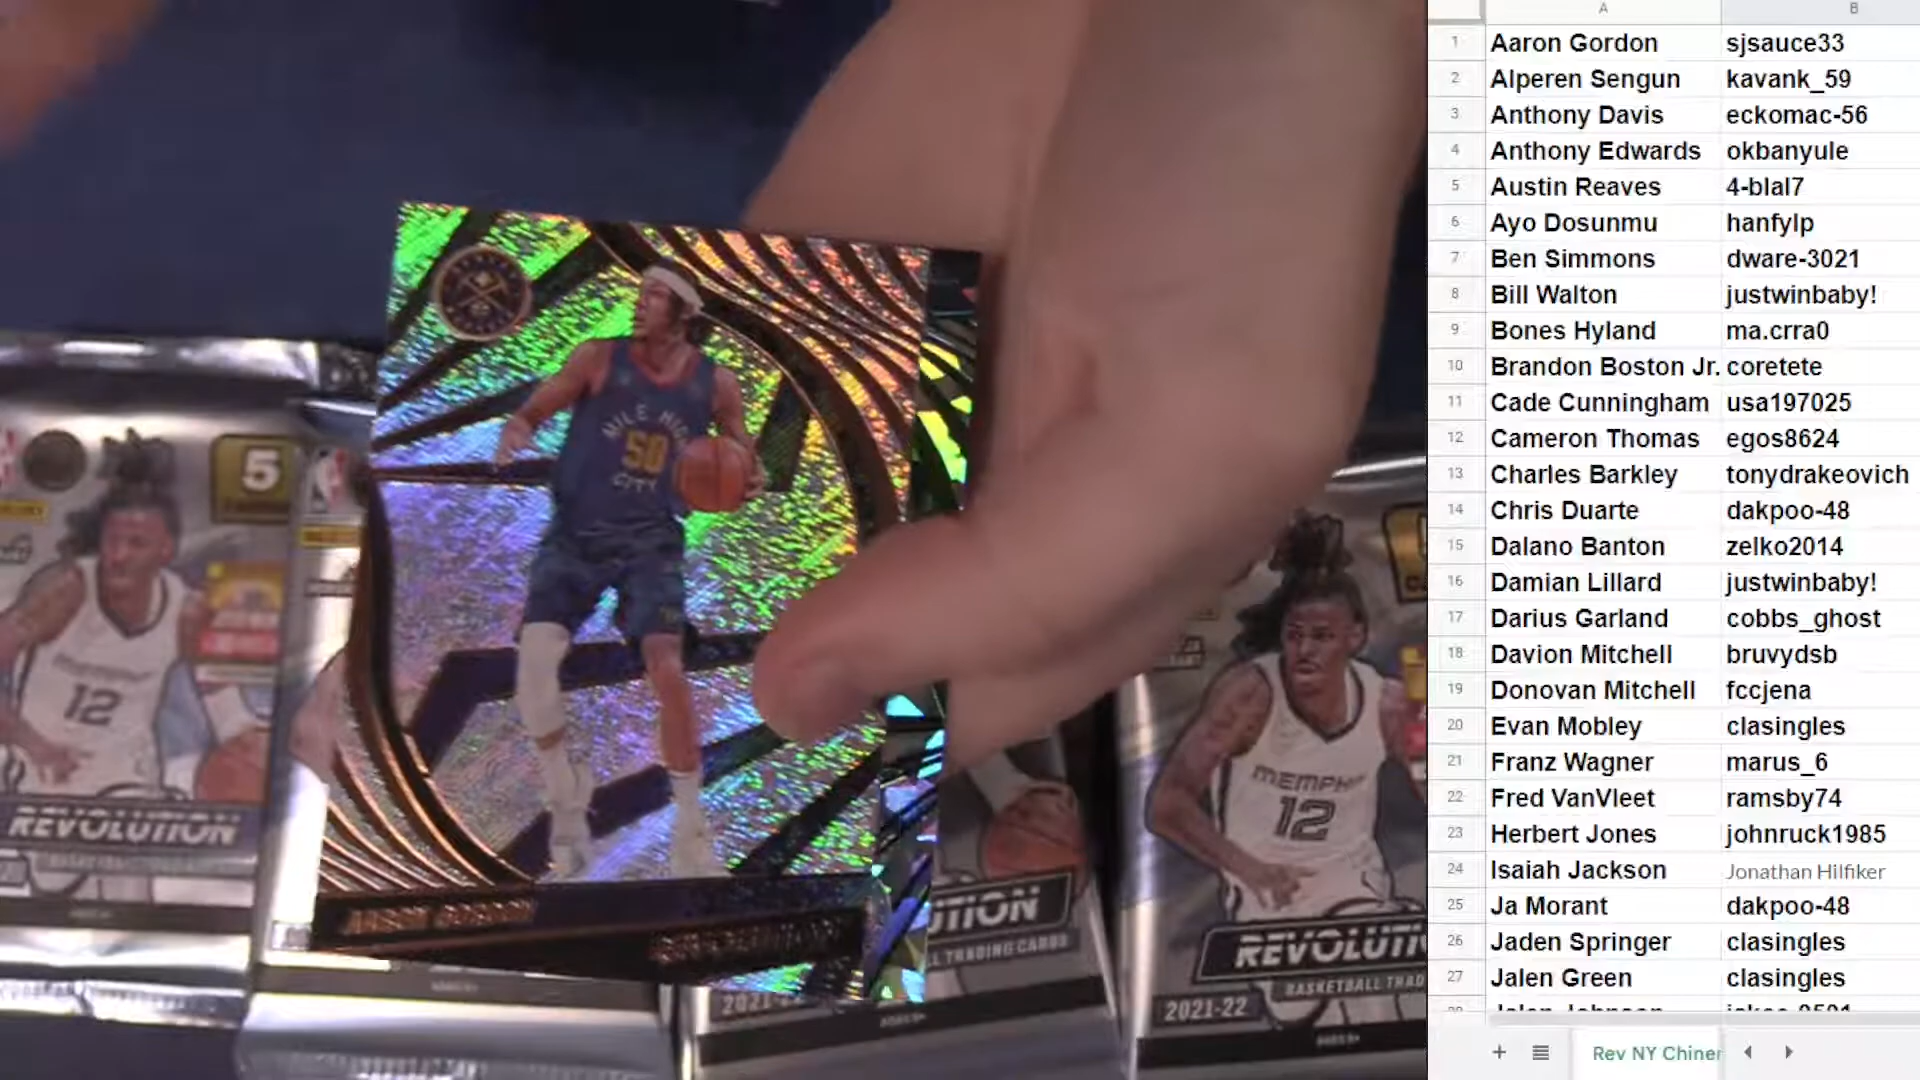 A B
1 Aaron Gordon sjsauce33
2 Alperen Sengun kavank_59
3 Anthony Davis eckomac-56
4 Anthony Edwards okbanyule
5 Austin Reaves 4-blal7
6 Ayo Dosunmu hanfylp
7 Ben Simmons dware-3021
8 Bill Walton justwinbaby!
9 Bones Hyland ma.crra0
10 Brandon Boston Jr. coretete
11 Cade Cunningham usa197025
12 Cameron Thomas egos8624
13 Charles Barkley tonydrakeovich
14 Chris Duarte dakpoo-48
15 Dalano Banton zelko2014
16 Damian Lillard justwinbaby!
17 Darius Garland cobbs_ghost
18 Davion Mitchell bruvydsb
19 Donovan Mitchell fccjena
20 Evan Mobley clasingles
21 Franz Wagner marus_6
22 Fred VanVleet ramsby74
23 Herbert Jones johnruck1985
24 Isaiah Jackson Jonathan Hilfiker
25 Ja Morant dakpoo-48
26 Jaden Springer clasingles
27 Jalen Green clasingles
Rev NY Chiner
MILE HIGH
50
CITY
AARON GORDON
5
12
REVOLUTION
UTION
L TRADING CARDS
2021-22
MEMPHIS
12
REVOLUTI
BASKETBALL TRAD
2021-22